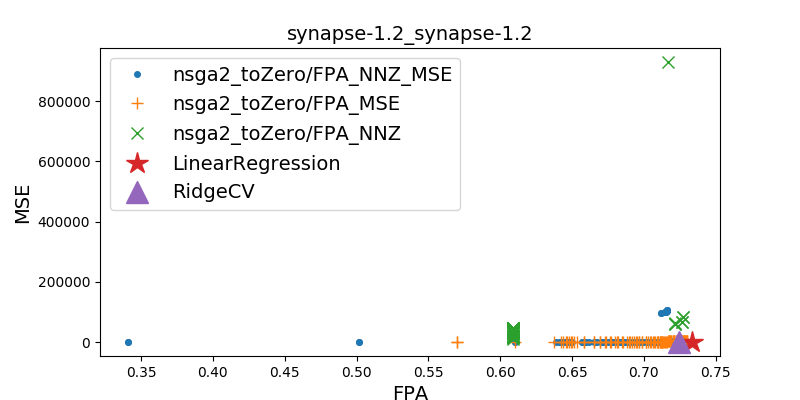 synapse-1.2_synapse-1.2
nsga2_toZero/FPA_NNZ_MSE
nsga2_toZero/FPA_MSE
nsga2_toZero/FPA_NNZ
LinearRegression
RidgeCV
MSE
800000
600000
400000
200000
0
0.35 0.40 0.45 0.50 0.55 0.60 0.65 0.70 0.75
FPA